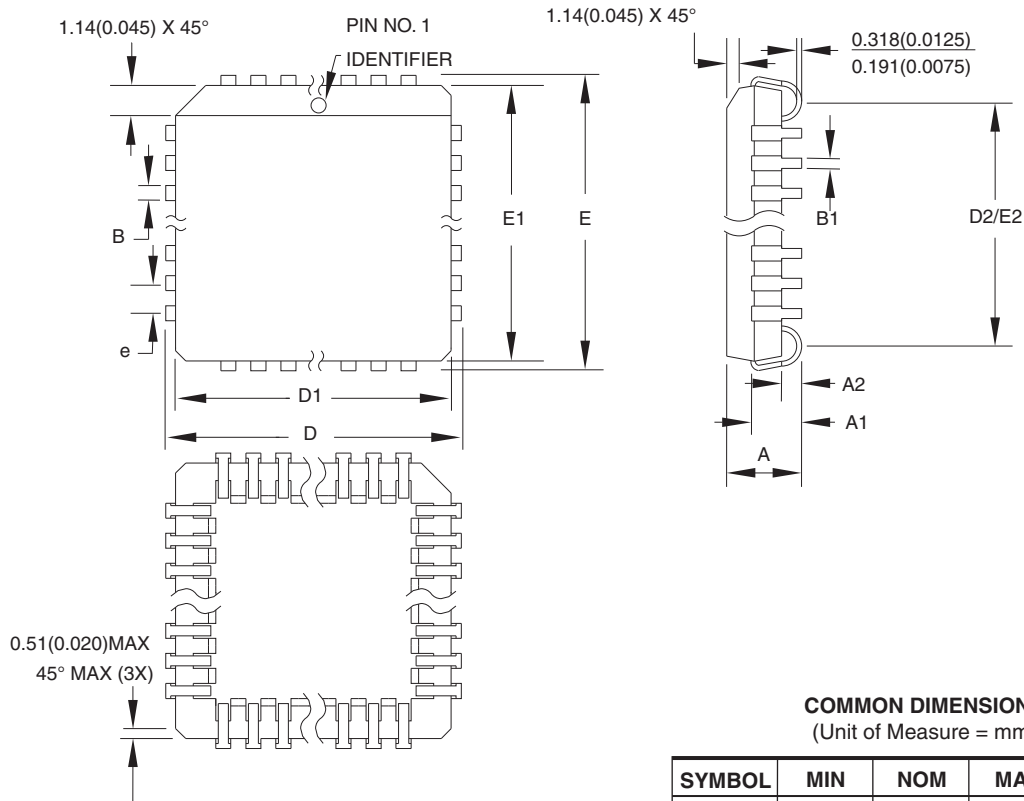 1.14(0.045) X 45°
PIN NO. 1
IDENTIFIER
1.14(0.045) X 45°
0.318(0.0125)
0.191(0.0075)
B
e
E1
E
B1
D2/E2
D1
D
A2
A1
A
0.51(0.020)MAX
45° MAX (3X)
COMMON DIMENSION
(Unit of Measure = mm
SYMBOL MIN NOM MA